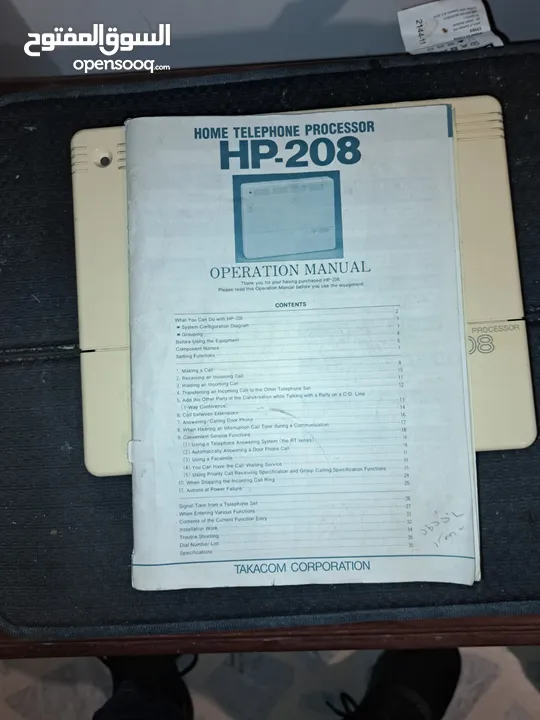 السوق المفتوح
opensooq.com
2144-11
HOME TELEPHONE PROCESSOR
HP-208
OPERATION MANUAL
Thank you for your having purchased HP-208.
Please read this Operation Manual before you use the equipment.
CONTENTS
What You Can Do with HP-208
System Configuration Diagram
Grouping
Before Using the Equipment
Component Names
Setting Functions
1. Making a Call
2. Receiving an Incoming Call
3. Holding an Incoming Call
4. Transferring an Incoming Call to the Other Telephone Set
5. Add the Other Party in the Conversation while Talking with a Party on a C.O. Line
(3-Way Conference)
6. Call between Extensions
7. Answering/Calling Door Phone
8. When Hearing an Interruption Call Tone during a Communication
9. Convenient Service Functions
(1) Using a Telephone Answering System (the RT series)
(2) Automatically Answering a Door Phone Call
(3) Using a Facsimile
(4) You Can Have the Call Waiting Service
(5) Using Priority Call Receiving Specification and Group Calling Specification Functions
10. When Stopping the Incoming Call Ring
11. Actions at Power Failure
Signal Tone from a Telephone Set
When Entering Various Functions
Contents of the Current Function Entry
Installation Work
Trouble Shooting
Dial Number List
Specifications
TAKACOM CORPORATION
PROCESSOR
08